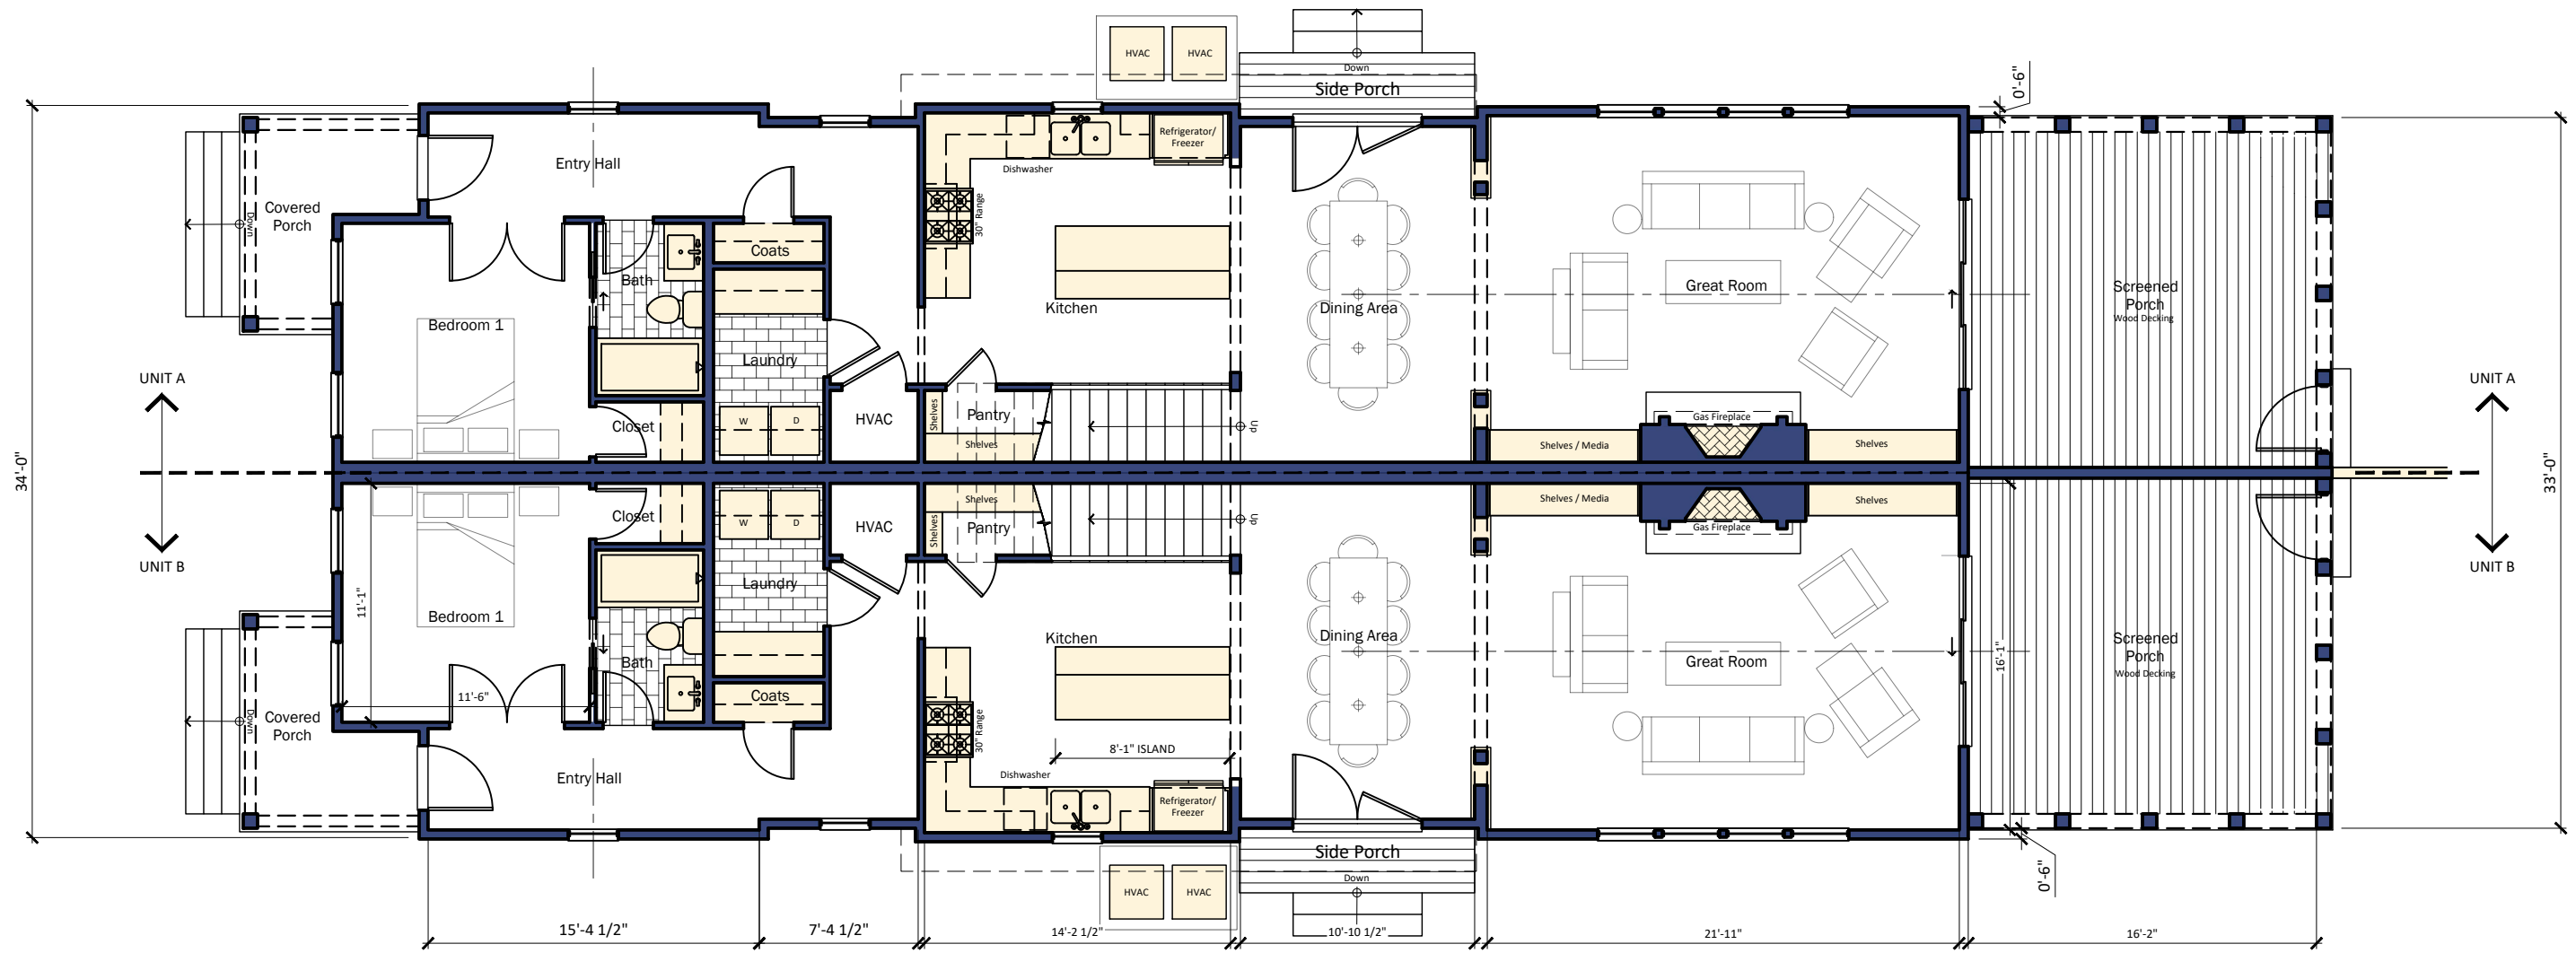 HVAC
HVAC
Down
Side Porch
0'-6"
Entry Hall
Refrigerator/
Freezer
Dishwasher
30" Range
Covered
Porch
Down
Coats
Bath
Bedroom 1
Laundry
Kitchen
Dining Area
Great Room
Screened
Porch
Wood Decking
UNIT A
UNIT A
34'-0"
33'-0"
Closet
W
D
HVAC
Shelves
Pantry
Shelves
Up
Gas Fireplace
Shelves / Media
Shelves
Closet
W
D
HVAC
Shelves
Shelves
Pantry
Up
Shelves / Media
Shelves
Gas Fireplace
UNIT B
UNIT B
11'-1"
Bedroom 1
Laundry
Kitchen
Dining Area
Great Room
16'-1"
Screened
Porch
Wood Decking
Bath
11'-6"
Coats
Covered
Porch
Down
30" Range
8'-1" ISLAND
Entry Hall
Dishwasher
Refrigerator/
Freezer
Side Porch
Down
HVAC
HVAC
0'-6"
15'-4 1/2"
7'-4 1/2"
14'-2 1/2"
10'-10 1/2"
21'-11"
16'-2"